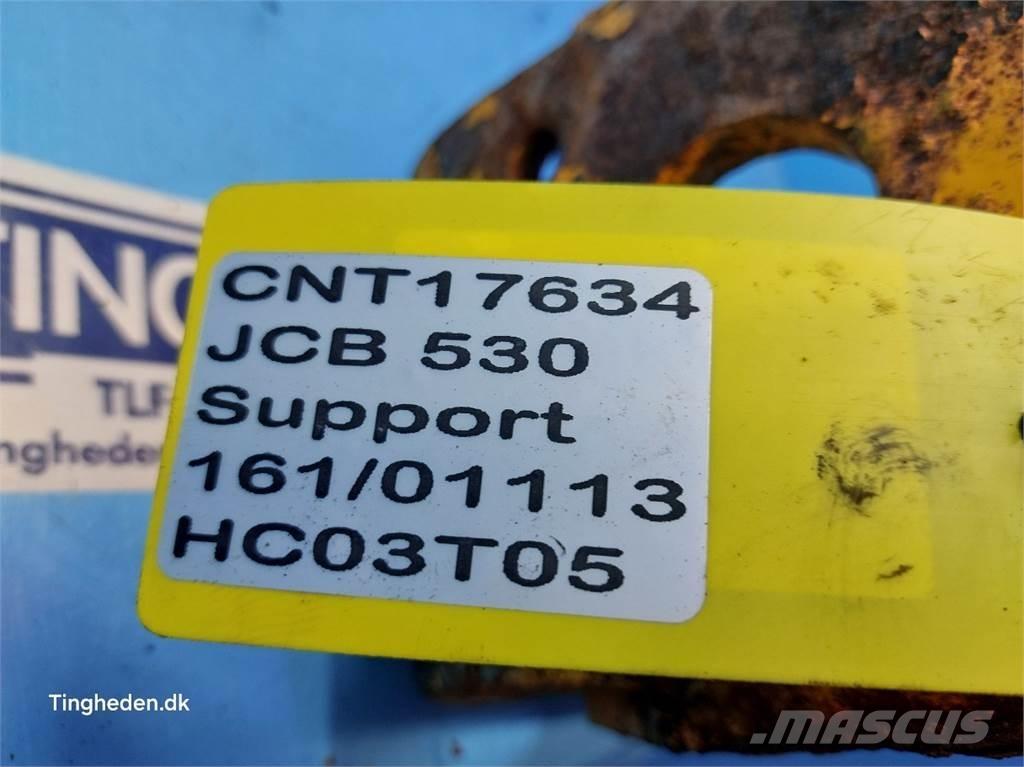 CNT17634
JCB 530
Support
161/01113
HC03T05
TING
TLF
ngheden
Tingheden.dk
MASCUS